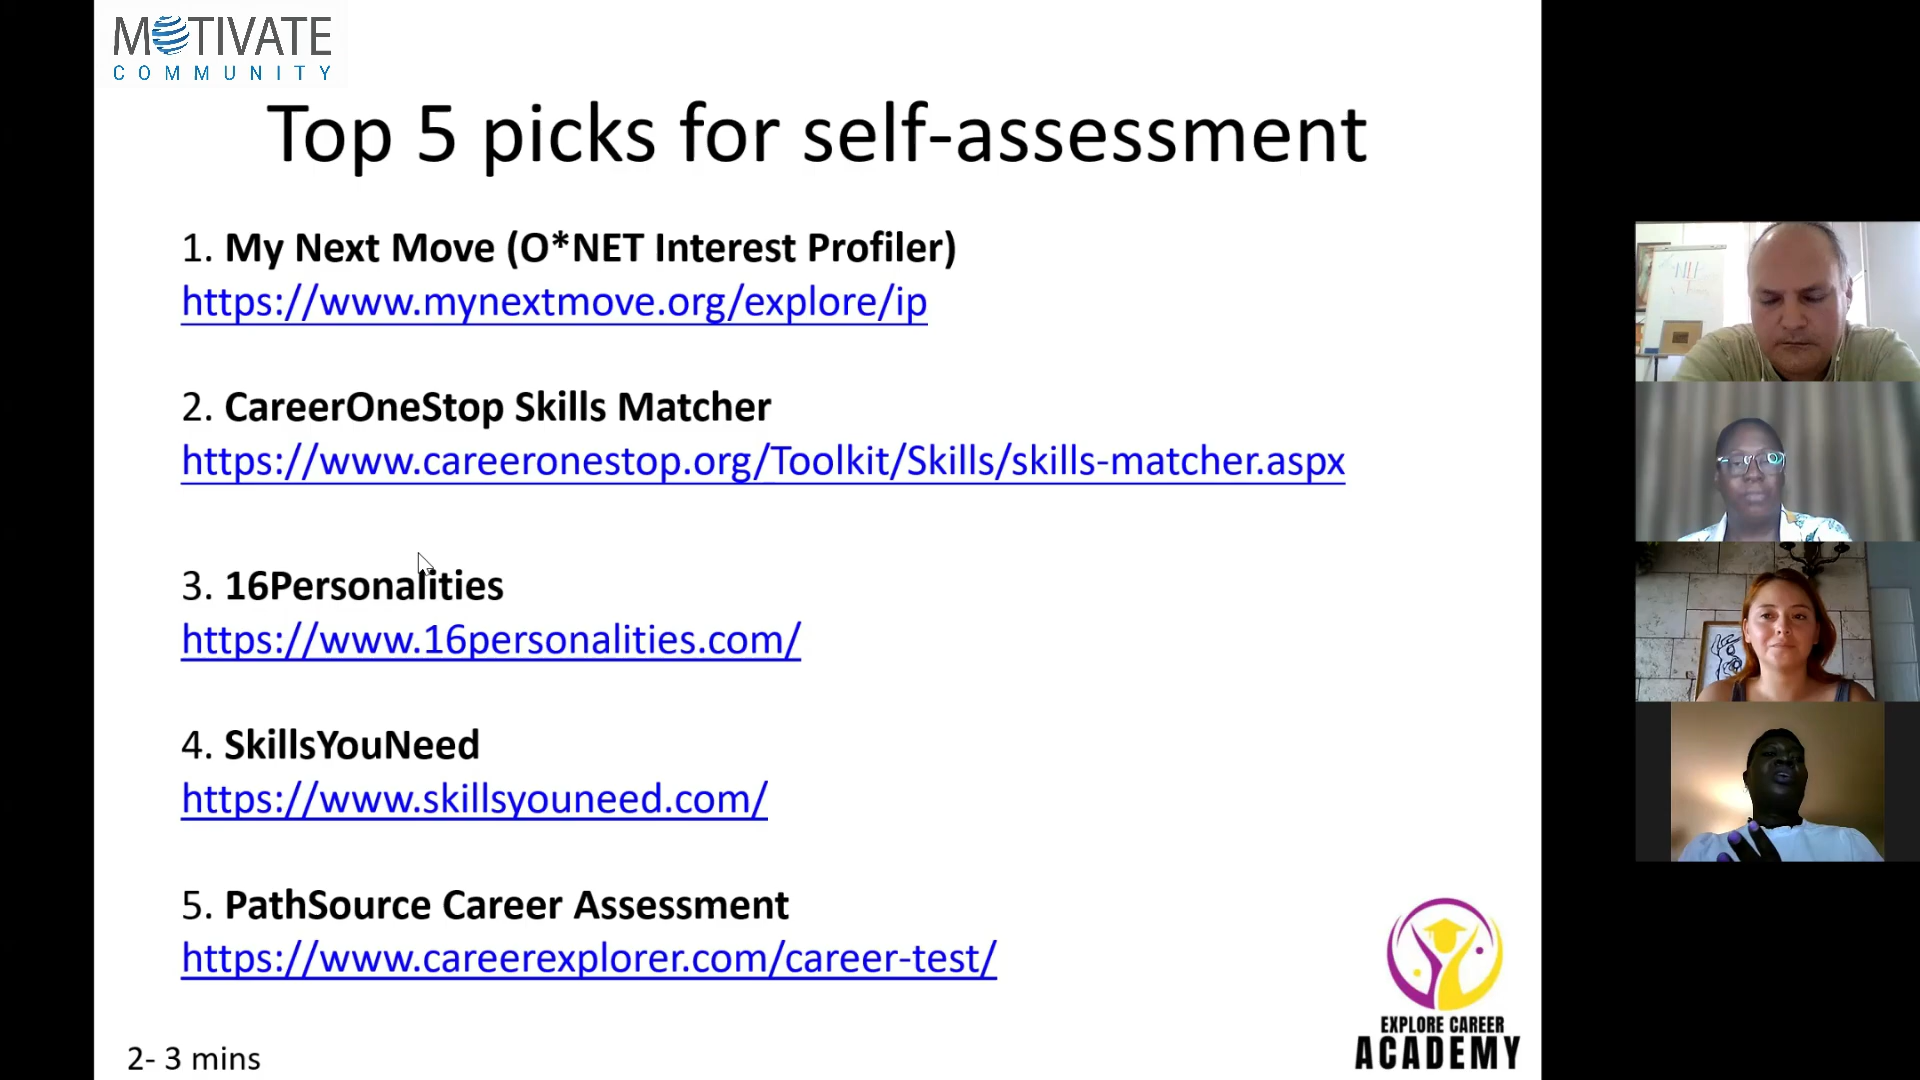 MOTIVATE
COMMUNITY
Top 5 picks for self-assessment
1. My Next Move (O*NET Interest Profiler)
https://www.mynextmove.org/explore/ip
2. CareerOneStop Skills Matcher
https://www.careeronestop.org/Toolkit/Skills/skills-matcher.aspx
3. 16Personalities
https://www.16personalities.com/
4. SkillsYouNeed
https://www.skillsyouneed.com/
5. PathSource Career Assessment
https://www.careerexplorer.com/career-test/
2- 3 mins
EXPLORE CAREER
ACADEMY